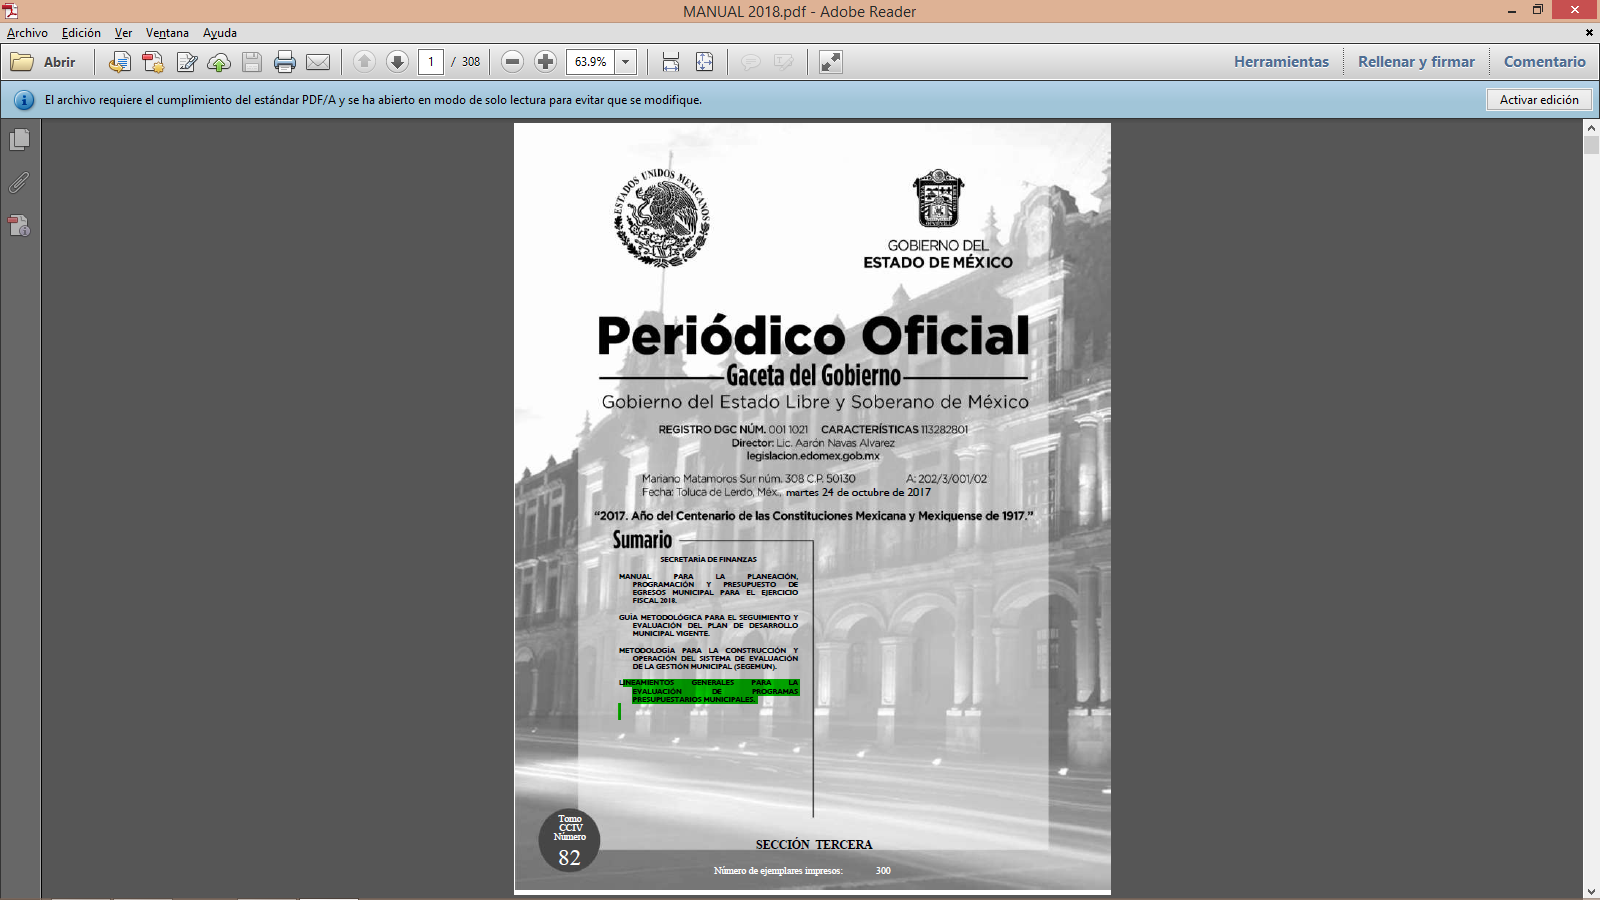 MANUAL 2018.pdf - Adobe Reader
Archivo Edición Ver Ventana Ayuda
Abrir 1 / 308 63.9% Herramientas Rellenar y firmar Comentario
El archivo requiere el cumplimiento del estándar PDF/A y se ha abierto en modo de solo lectura para evitar que se modifique. Activar edición
ESTADOS UNIDOS MEXICANOS
GOBIERNO DEL
ESTADO DE MÉXICO
Periódico Oficial
Gaceta del Gobierno
Gobierno del Estado Libre y Soberano de México
REGISTRO DGC NÚM. 001 1021 CARACTERÍSTICAS 113282801
Director: Lic. Aarón Navas Alvarez
legislacion.edomex.gob.mx
Mariano Matamoros Sur núm. 308 C.P. 50130 A: 202/3/001/02
Fecha: Toluca de Lerdo, Méx., martes 24 de octubre de 2017
“2017. Año del Centenario de las Constituciones Mexicana y Mexiquense de 1917.”
Sumario
SECRETARÍA DE FINANZAS
MANUAL PARA LA PLANEACIÓN,
PROGRAMACIÓN Y PRESUPUESTO DE
EGRESOS MUNICIPAL PARA EL EJERCICIO
FISCAL 2018.
GUÍA METODOLÓGICA PARA EL SEGUIMIENTO Y
EVALUACIÓN DEL PLAN DE DESARROLLO
MUNICIPAL VIGENTE.
METODOLOGÍA PARA LA CONSTRUCCIÓN Y
OPERACIÓN DEL SISTEMA DE EVALUACIÓN
DE LA GESTIÓN MUNICIPAL (SEGEMUN).
LINEAMIENTOS GENERALES PARA LA
EVALUACIÓN DE PROGRAMAS
PRESUPUESTARIOS MUNICIPALES.
Tomo
CCIV
Número
82
SECCIÓN TERCERA
Número de ejemplares impresos: 300